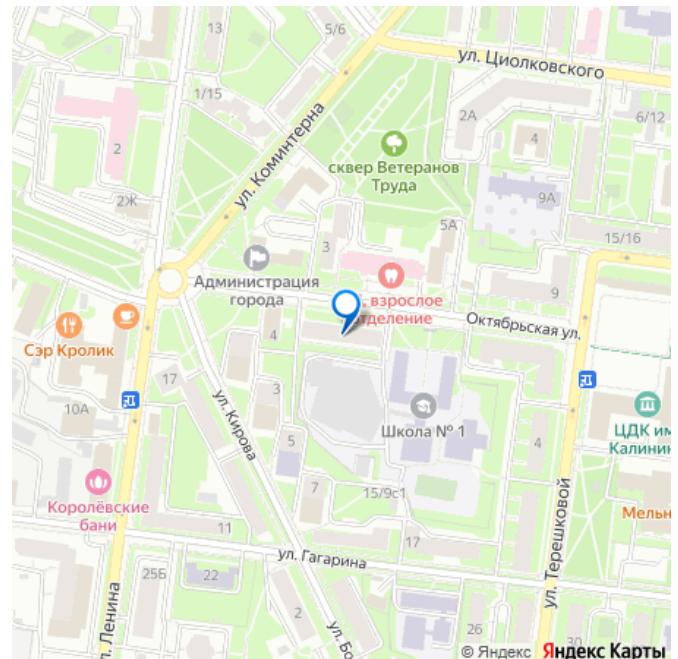 13
5/6
ул. Циолковского
1/15
2А
6/12
ул. Коминтерна
4
2
сквер Ветеранов
Труда
9А
2Ж
5А
15/16
3
Администрация
города
взрослое
отделение
9
Октябрьская ул.
Сэр Кролик
4
17
ул. Кирова
3
10А
Школа № 1
ЦДК им
Калинин
4
5
Королёвские
бани
7
15/9с1
Мельн
11
17
ул. Гагарина
ул. Терешковой
25Б
22
ул. Ленина
2
ул. Бо
26
30
© Яндекс Яндекс Карты